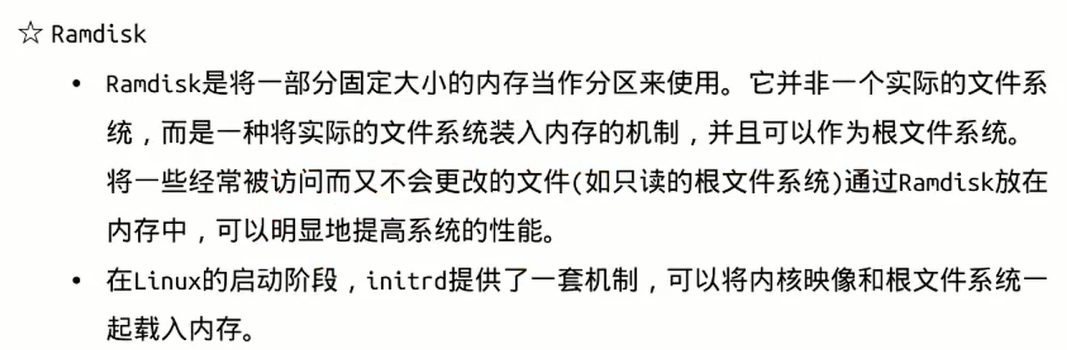 ☆ Ramdisk
• Ramdisk是将一部分固定大小的内存当作分区来使用。它并非一个实际的文件系
统，而是一种将实际的文件系统装入内存的机制，并且可以作为根文件系统。
将一些经常被访问而又不会更改的文件(如只读的根文件系统)通过Ramdisk放在
内存中，可以明显地提高系统的性能。
• 在Linux的启动阶段，initrd提供了一套机制，可以将内核映像和根文件系统一
起载入内存。